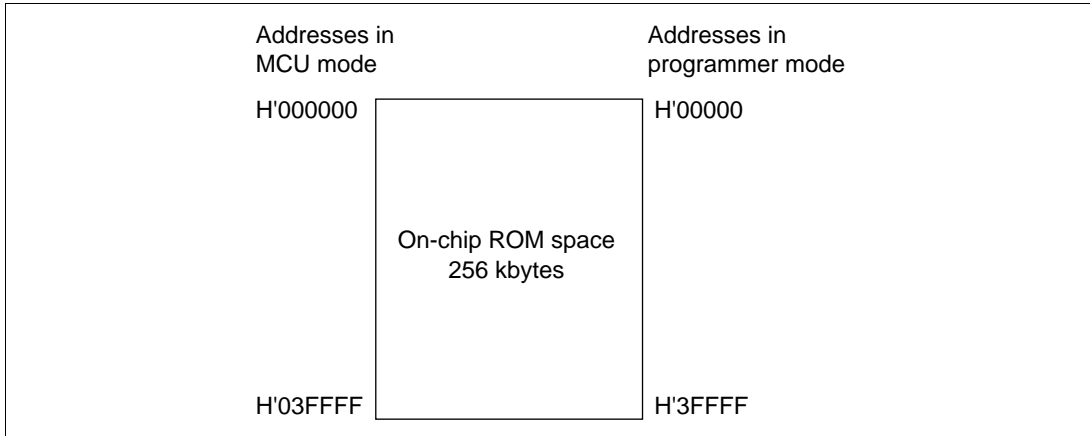 Addresses in
MCU mode
Addresses in
programmer mode
H'000000
H'00000
On-chip ROM space
256 kbytes
H'03FFFF
H'3FFFF